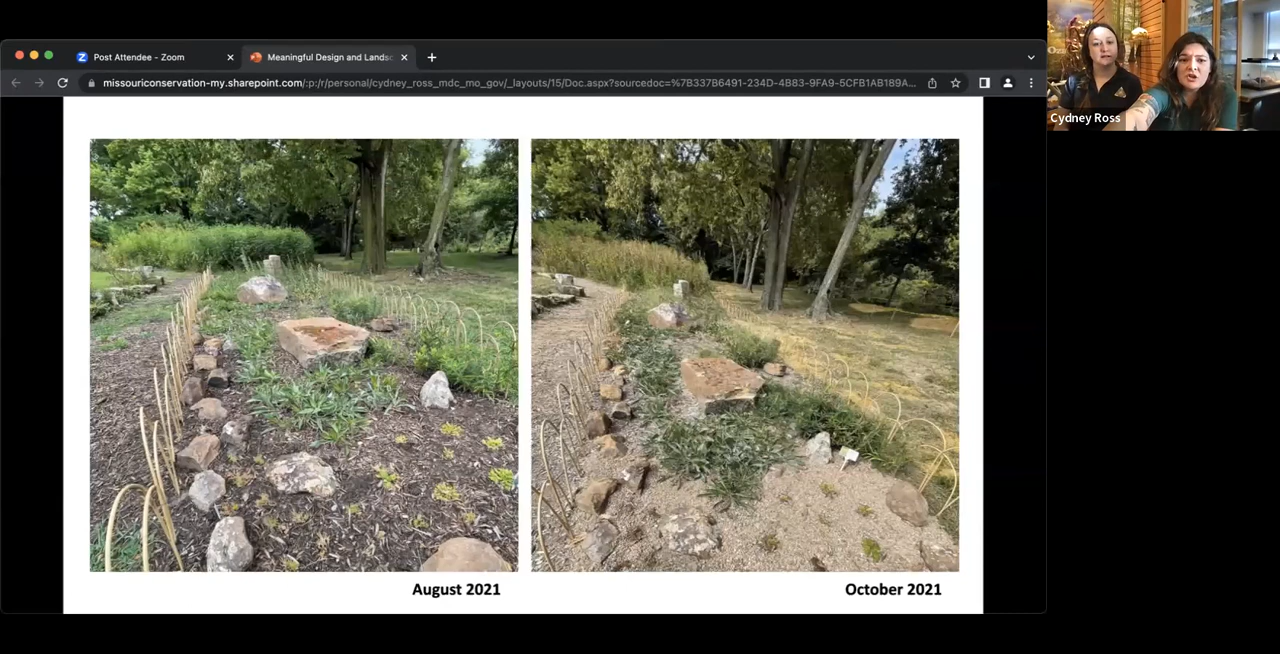 Post Attendee - Zoom
Meaningful Design and Landsc
missouriconservation-my.sharepoint.com/:p:/r/personal/cydney_ross_mdc_mo_gov/_layouts/15/Doc.aspx?sourcedoc=%7B337B6491-234D-4B83-9FA9-5CFB1AB189A...
Cydney Ross
August 2021
October 2021